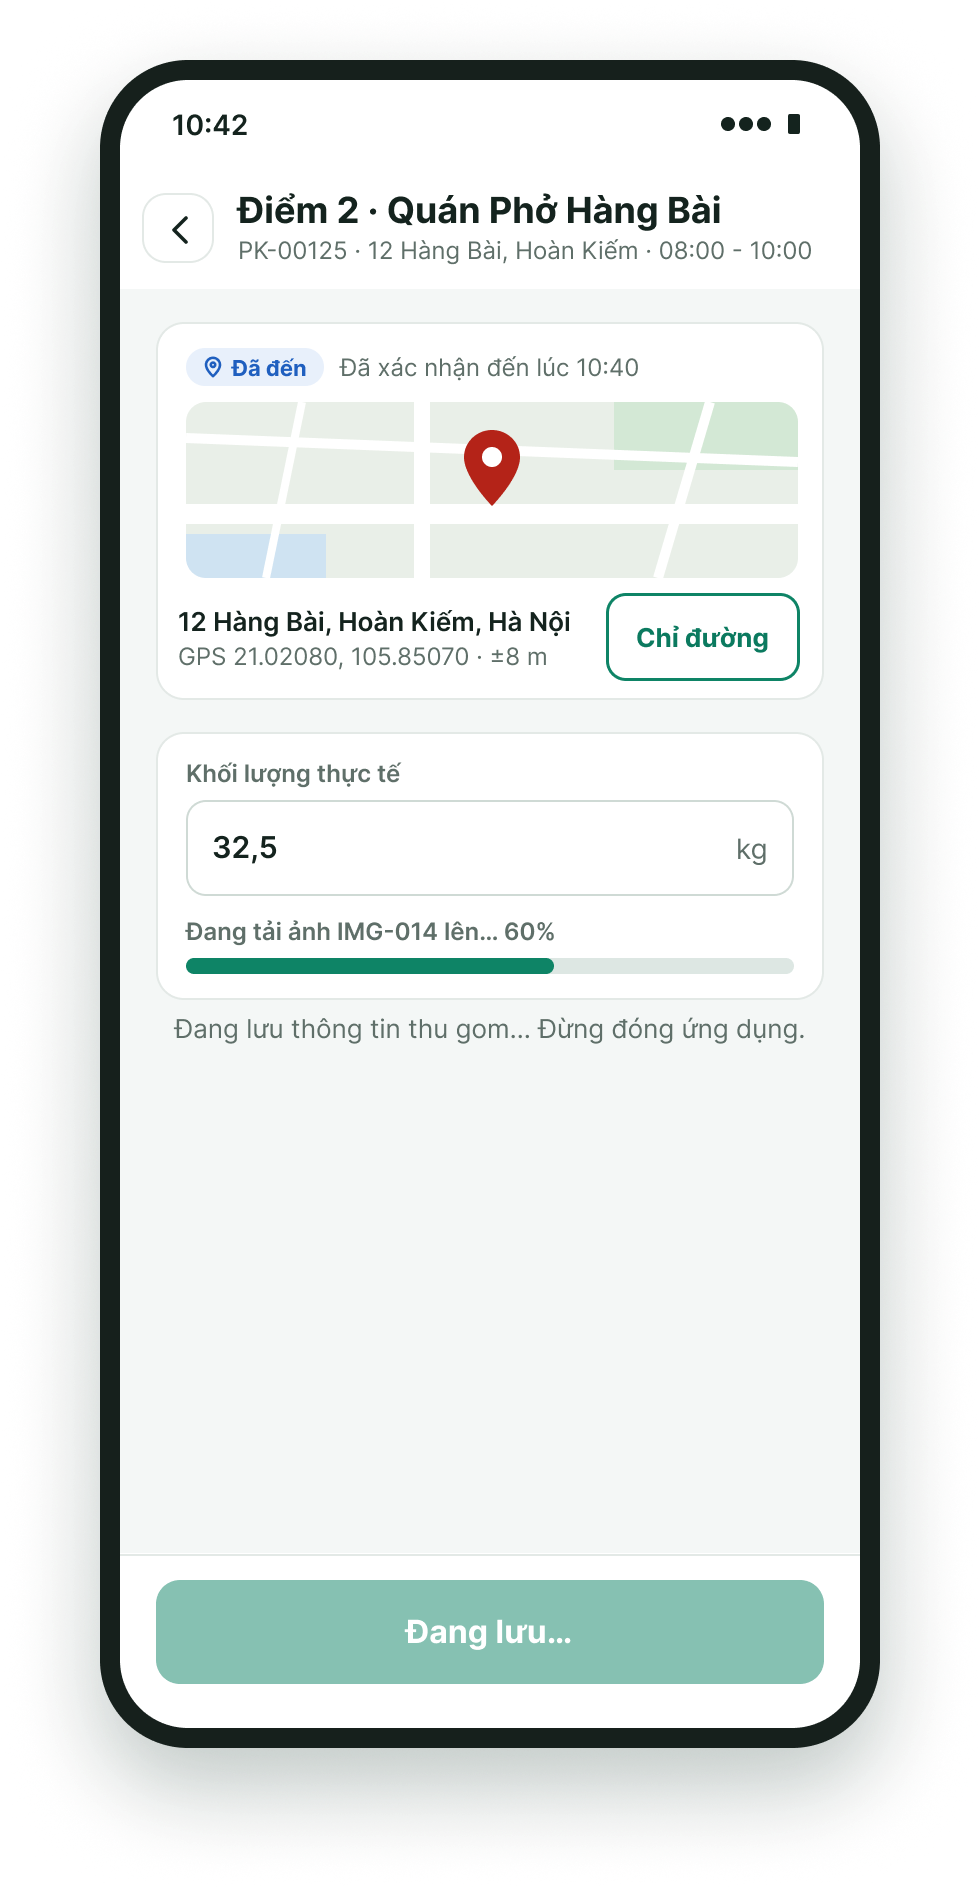 10:42
Điểm 2 · Quán Phở Hàng Bài
PK-00125 · 12 Hàng Bài, Hoàn Kiếm · 08:00 - 10:00
Đã đến Đã xác nhận đến lúc 10:40
12 Hàng Bài, Hoàn Kiếm, Hà Nội
GPS 21.02080, 105.85070 · ±8 m
Chỉ đường
Khối lượng thực tế
32,5 kg
Đang tải ảnh IMG-014 lên... 60%
Đang lưu thông tin thu gom... Đừng đóng ứng dụng.
Đang lưu...